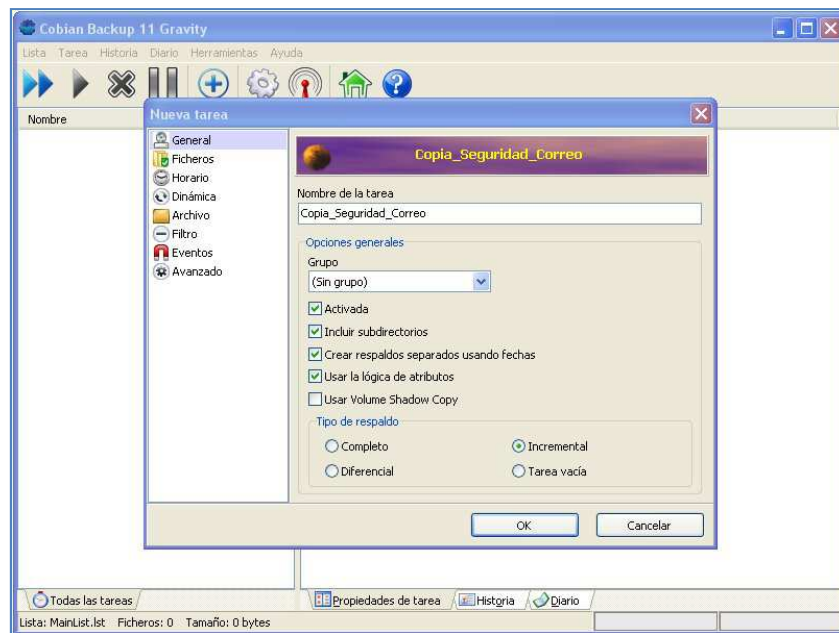 Cobian Backup 11 Gravity
Lista Tarea Historia Diario Herramientas Ayuda
Nombre
Nueva tarea
General
Ficheros
Horario
Dinámica
Archivo
Filtro
Eventos
Avanzado
Copia_Seguridad_Correo
Nombre de la tarea
Copia_Seguridad_Correo
Opciones generales
Grupo
(Sin grupo)
Activada
Incluir subdirectorios
Crear respaldos separados usando fechas
Usar la lógica de atributos
Usar Volume Shadow Copy
Tipo de respaldo
Completo Incremental
Diferencial Tarea vacía
OK Cancelar
Todas las tareas Propiedades de tarea Historia Diario
Lista: MainList.lst Ficheros: 0 Tamaño: 0 bytes